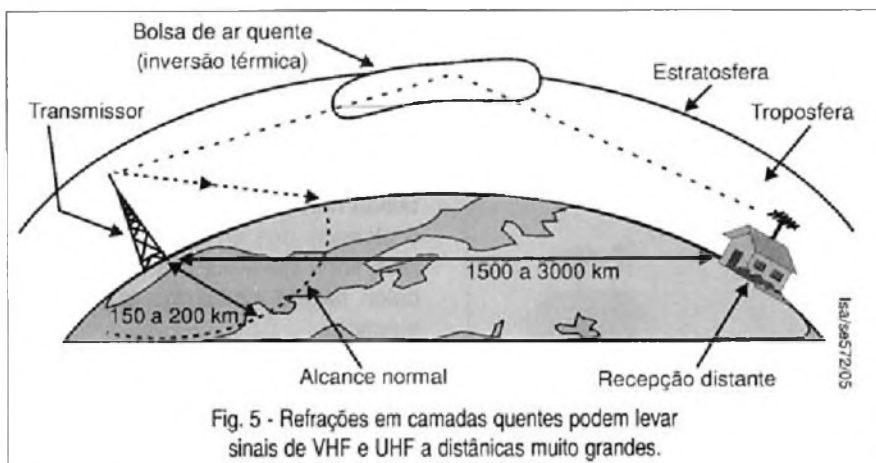 Bolsa de ar quente
(inversão térmica)
Estratosfera
Transmissor
Troposfera
1500 a 3000 km
150 a 200 km
Alcance normal
Recepção distante
Isa/se572/05
Fig. 5 - Refrações em camadas quentes podem levar
sinais de VHF e UHF a distânicas muito grandes.